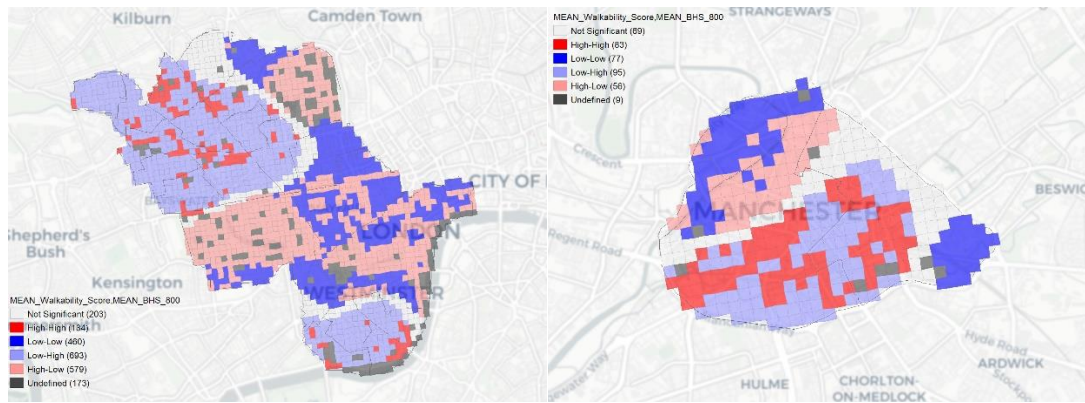 Kilburn
Camden Town
CITY OF
LONDON
Shepherd's
Bush
Kensington
WESTMINSTER
MEAN_Walkability_Score,MEAN_BHS_800
Not Significant (203)
High-High (134)
Low-Low (460)
Low-High (693)
High-Low (579)
Undefined (173)
MEAN_Walkability_Score,MEAN_BHS_800
Not Significant (69)
High-High (83)
Low-Low (77)
Low-High (95)
High-Low (56)
Undefined (9)
STRANGEWAYS
Crescent
MANCHESTER
BESWI
Regent Road
Hyde Road
ARDWICK
HULME
CHORLTON-
ON-MEDLOCK